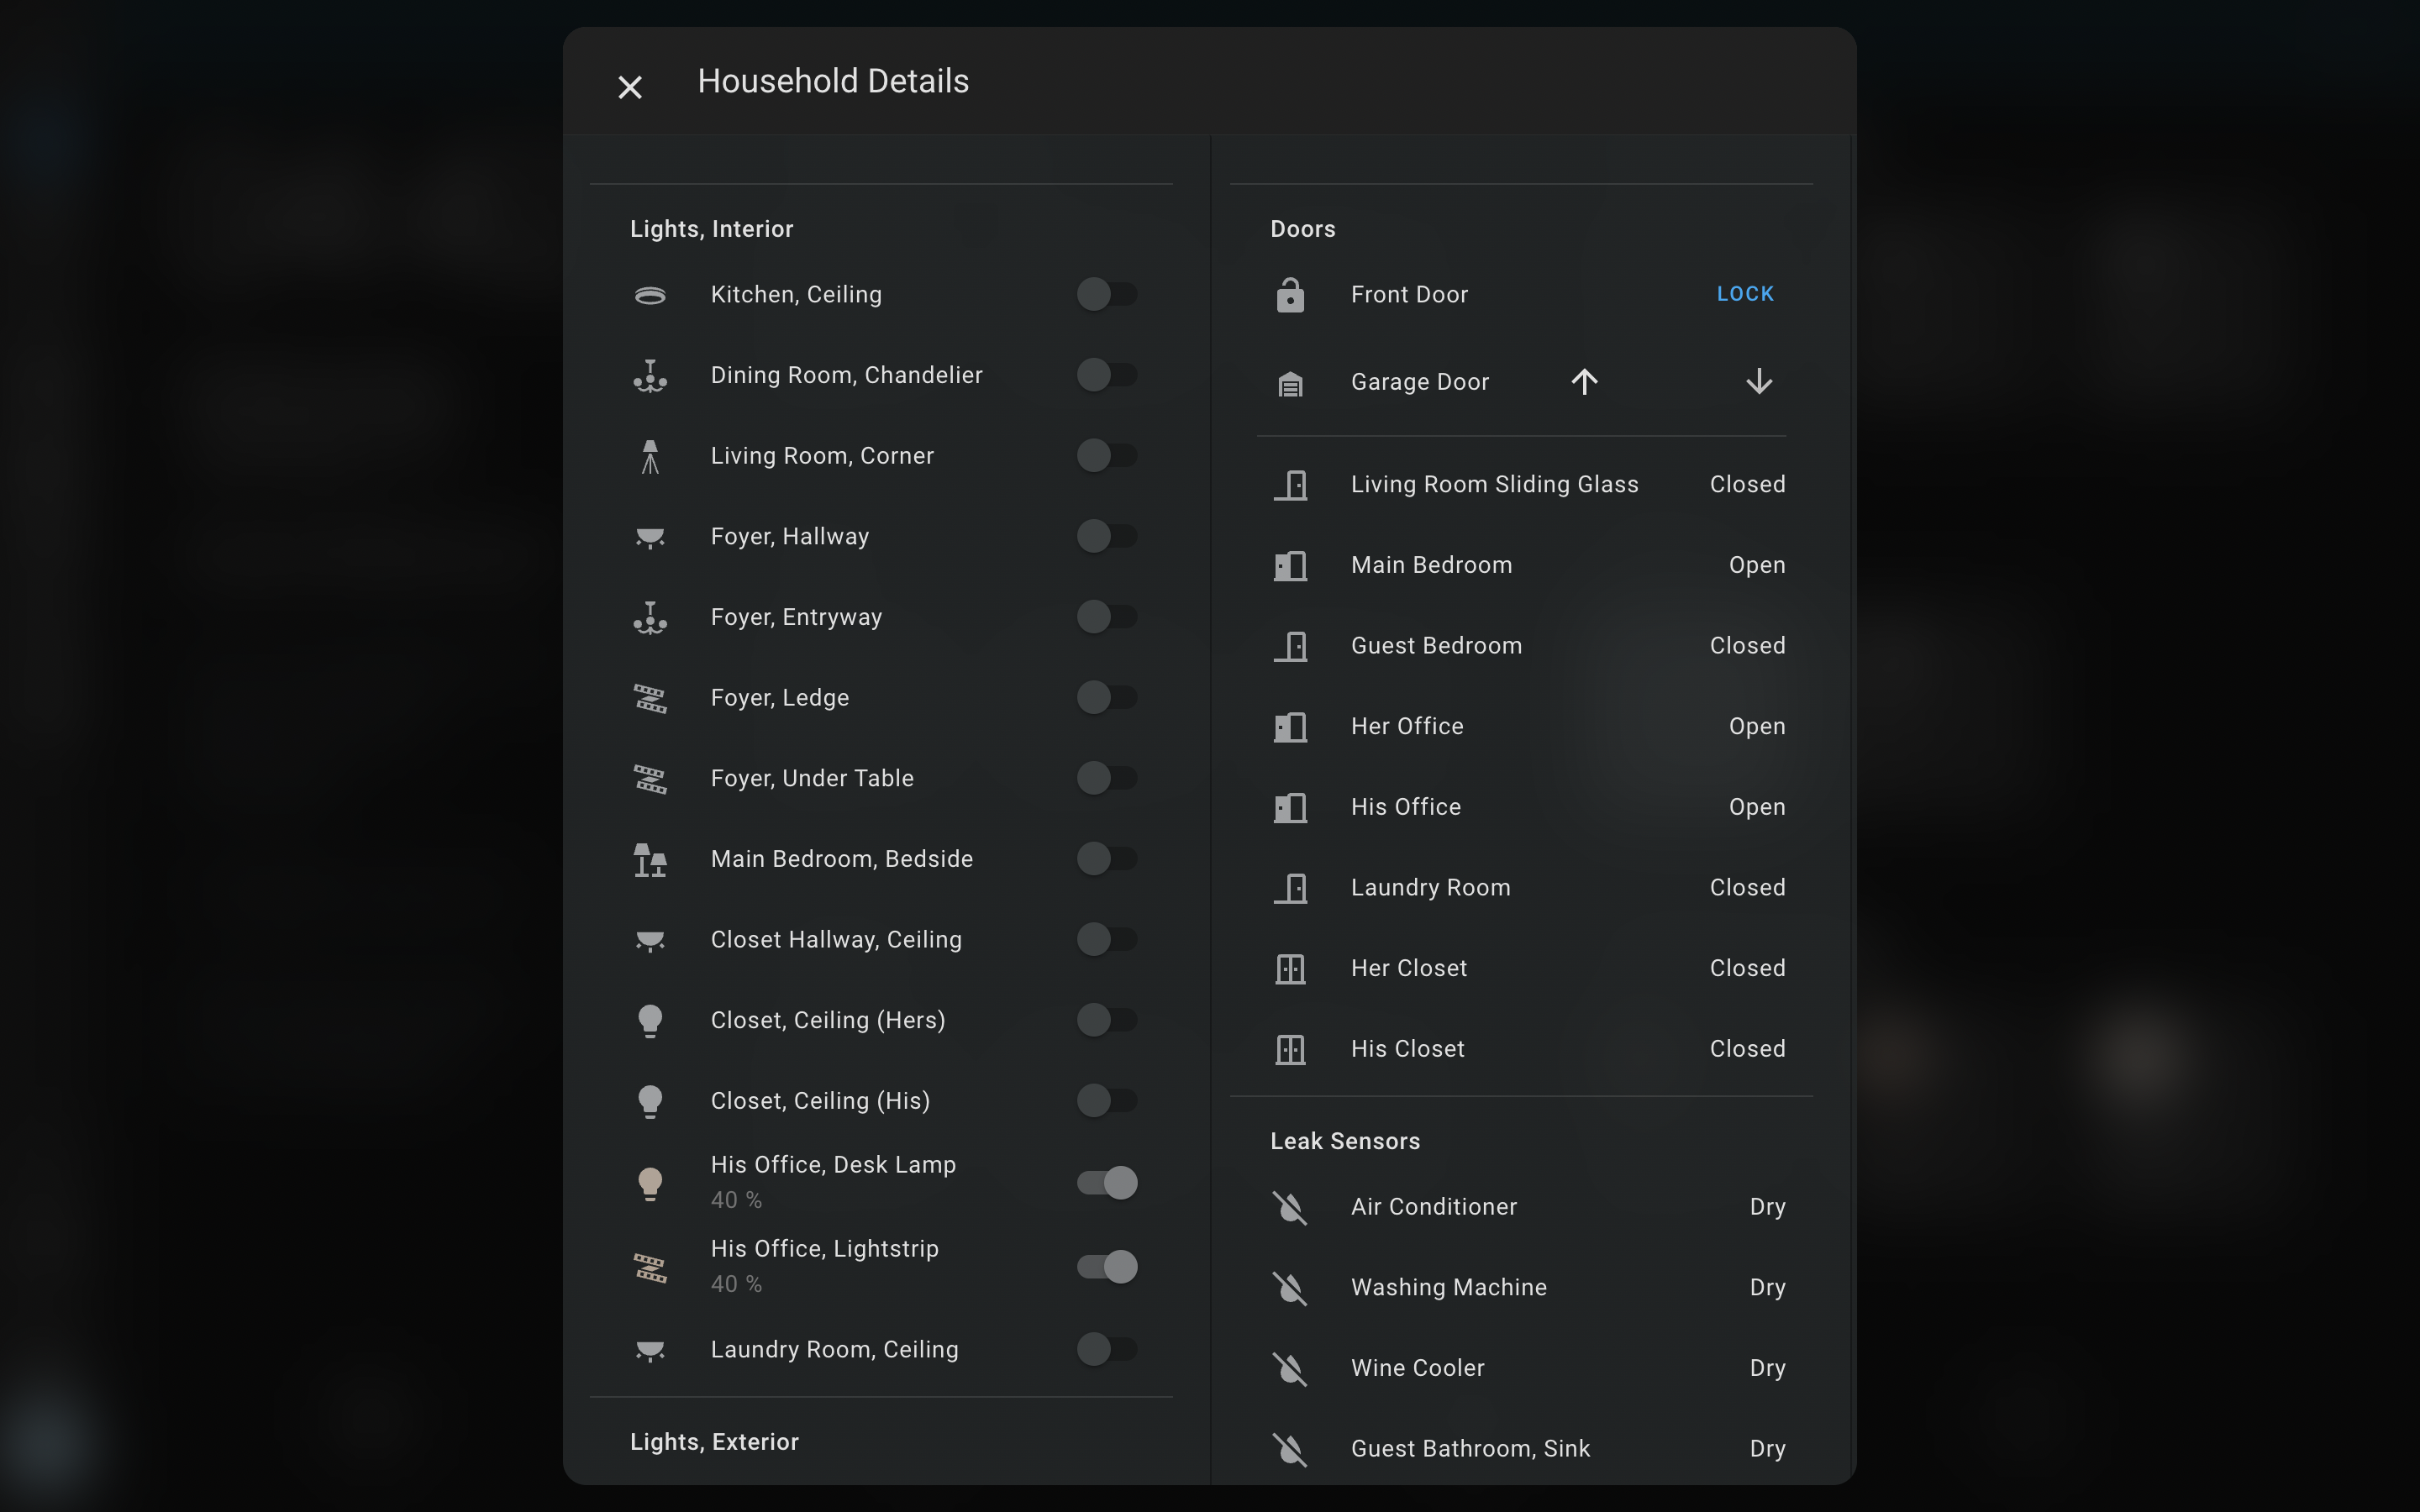 Household Details
Lights, Interior
Kitchen, Ceiling
Dining Room, Chandelier
Living Room, Corner
Foyer, Hallway
Foyer, Entryway
Foyer, Ledge
Foyer, Under Table
Main Bedroom, Bedside
Closet Hallway, Ceiling
Closet, Ceiling (Hers)
Closet, Ceiling (His)
His Office, Desk Lamp
40 %
His Office, Lightstrip
40 %
Laundry Room, Ceiling
Lights, Exterior
Doors
Front Door LOCK
Garage Door
Living Room Sliding Glass Closed
Main Bedroom Open
Guest Bedroom Closed
Her Office Open
His Office Open
Laundry Room Closed
Her Closet Closed
His Closet Closed
Leak Sensors
Air Conditioner Dry
Washing Machine Dry
Wine Cooler Dry
Guest Bathroom, Sink Dry